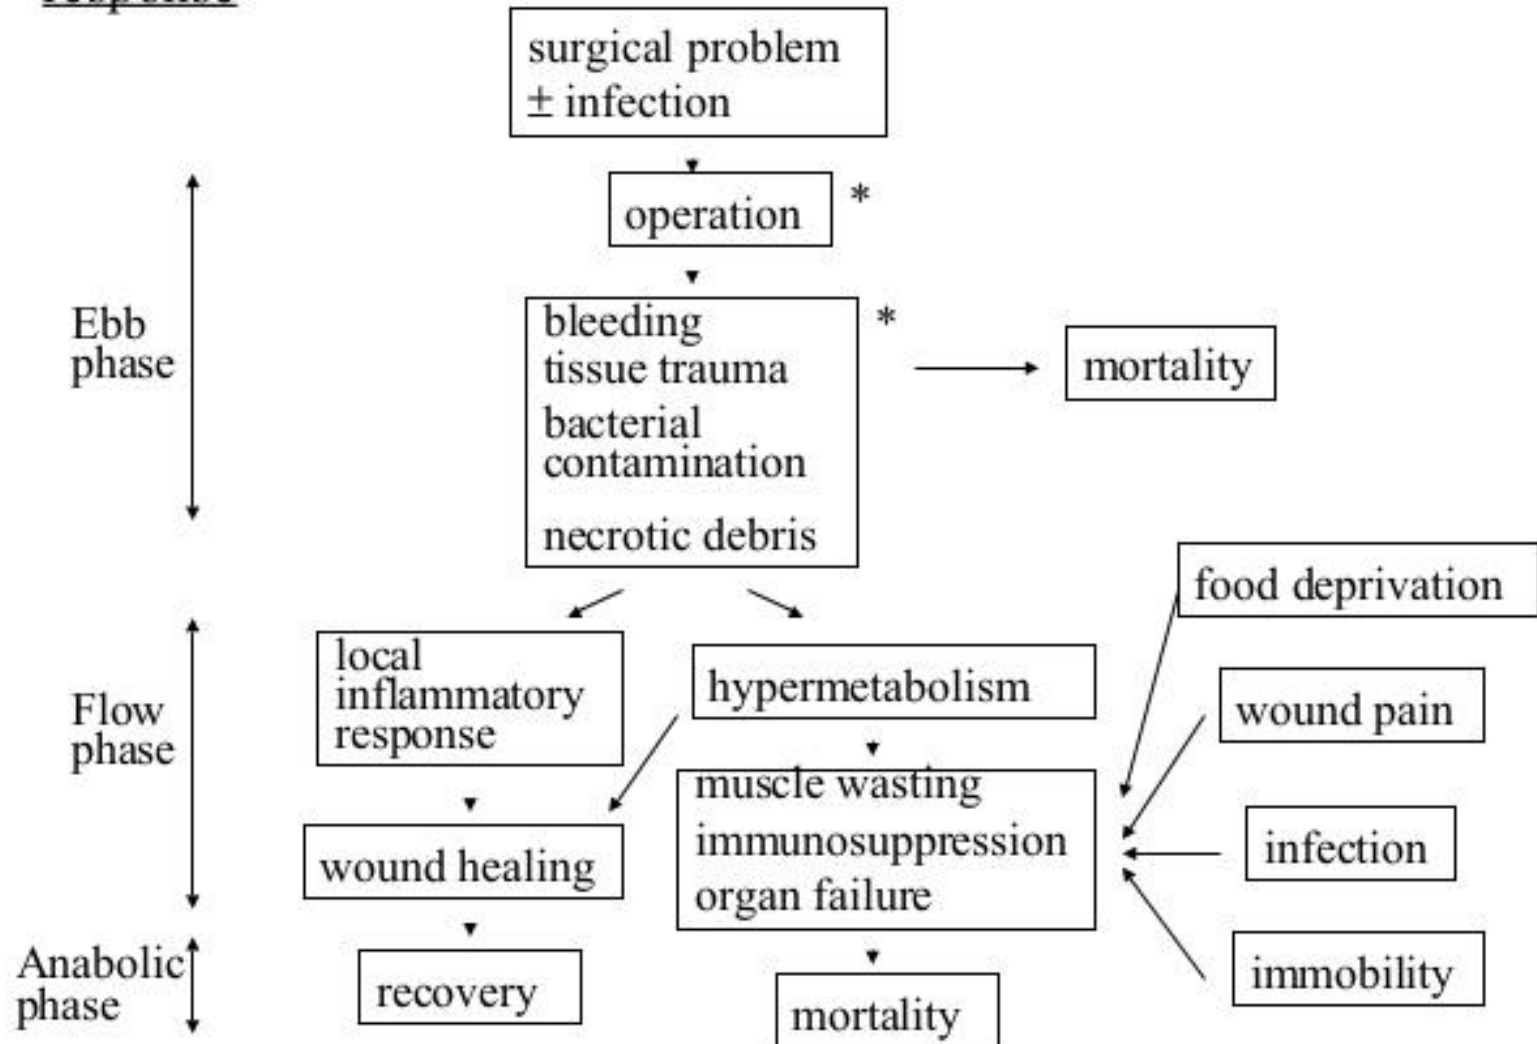 surgical problem
± infection
operation *
Ebb
phase
bleeding *
tissue trauma
bacterial
contamination
necrotic debris
mortality
food deprivation
Flow
phase
local
inflammatory
response
hypermetabolism
wound pain
muscle wasting
immunosuppression
organ failure
infection
wound healing
immobility
Anabolic
phase
recovery
mortality